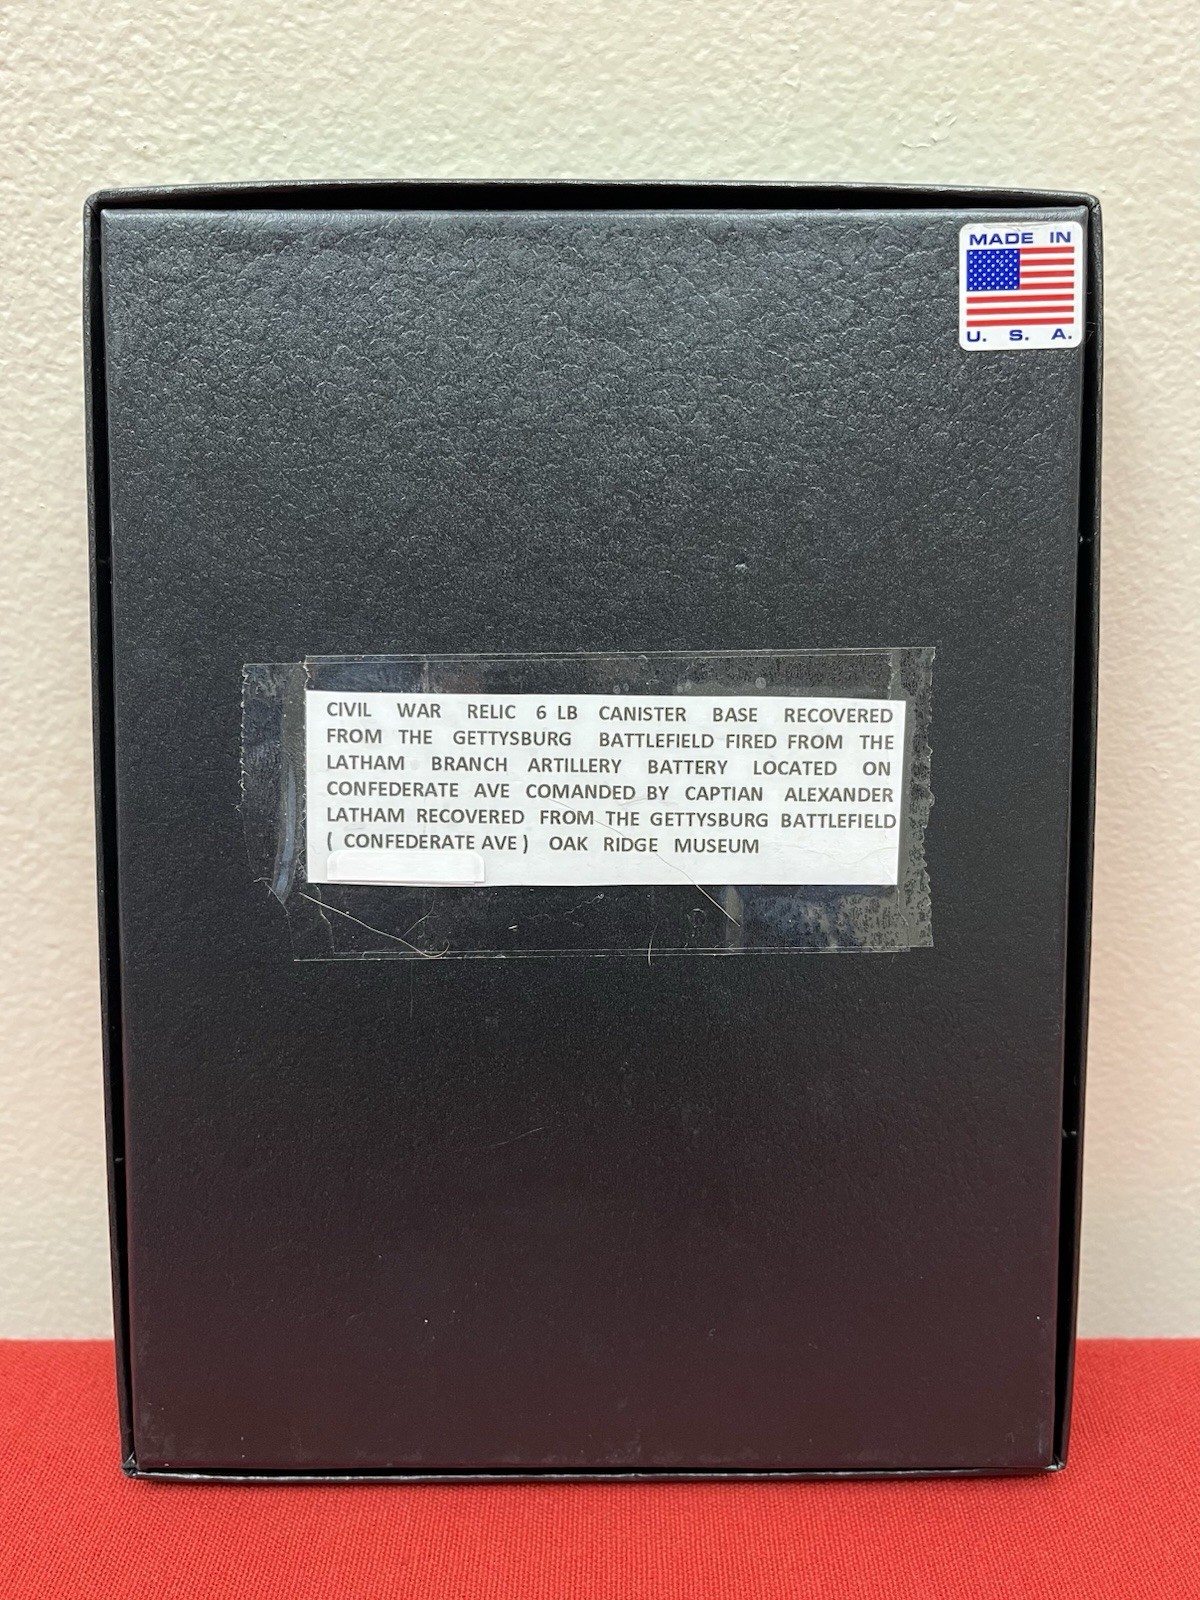 MADE IN
U. S. A.
CIVIL WAR RELIC 6 LB CANISTER BASE RECOVERED
FROM THE GETTYSBURG BATTLEFIELD FIRED FROM THE
LATHAM BRANCH ARTILLERY BATTERY LOCATED ON
CONFEDERATE AVE COMANDED BY CAPTIAN ALEXANDER
LATHAM RECOVERED FROM THE GETTYSBURG BATTLEFIELD
( CONFEDERATE AVE ) OAK RIDGE MUSEUM